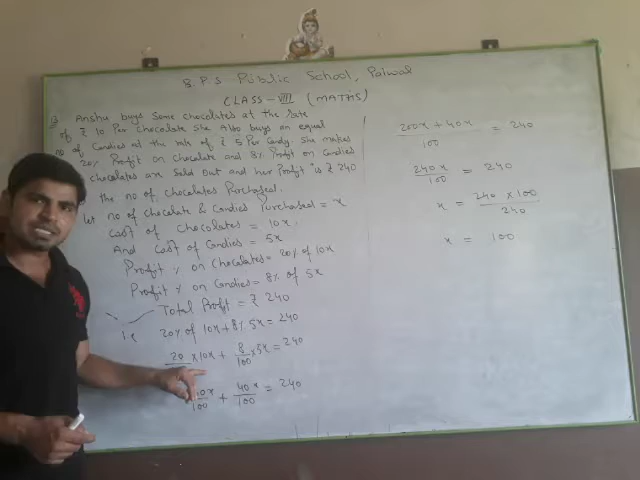 B.P.S Public School, Palwal
CLASS-VIII (MATHS)
Q Anshu buys Some chocolates at the rate
of ₹ 10 Per Chocolate She Also buys an equal
no of Candies at the rate of ₹ 5 Per Candy. She makes
20% Profit on Chocolate and 8% Profit on Candies
chocolates are Sold Out and her Profit is ₹ 240
the no of chocolates Purchased.
let no of Chocolate & Candies Purchased = x
Cost of Chocolates = 10x
And Cost of Candies = 5x
Profit % on Chocolates = 20% of 10x
Profit % on Candies = 8% of 5x
Total Profit = ₹ 240
i.e 20% of 10x + 8% 5x = 240
20/ x 10x + 8/100 x 5x = 240
0x/100 + 40x/100 = 240
200x + 40x/100 = 240
240x/100 = 240
x = 240 x 100/240
x = 100